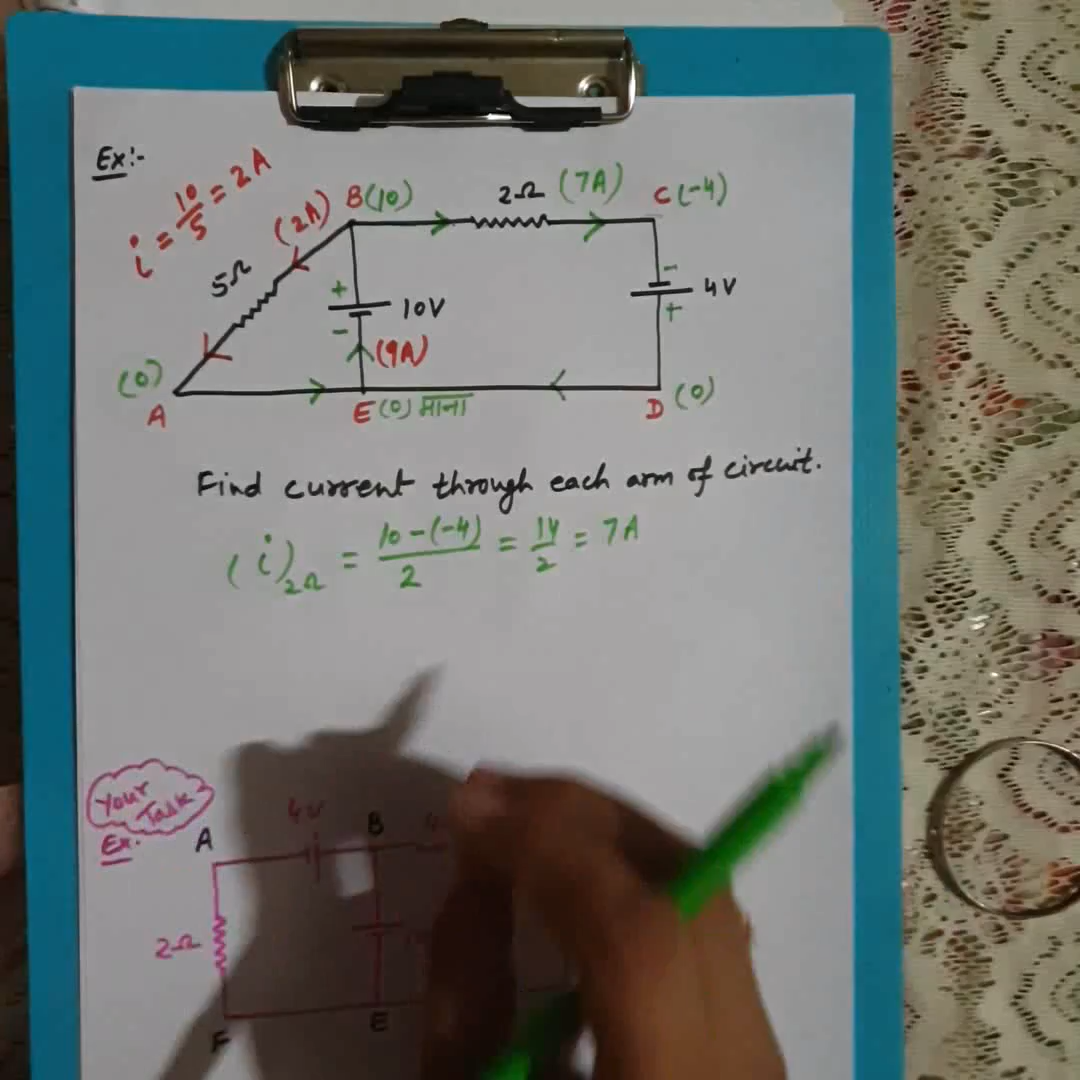 Ex:-
i = 10/5 = 2A
(2A)
B(10)
2Ω (7A)
C(-4)
5Ω
+
10V
-
(9A)
-
4V
+
(0)
A
E(0) माना
D (0)
Find current through each arm of circuit.
(i)2Ω = 10-(-4)/2 = 14/2 = 7A
Your Task
Ex.
A
4V
B
2Ω
F
E